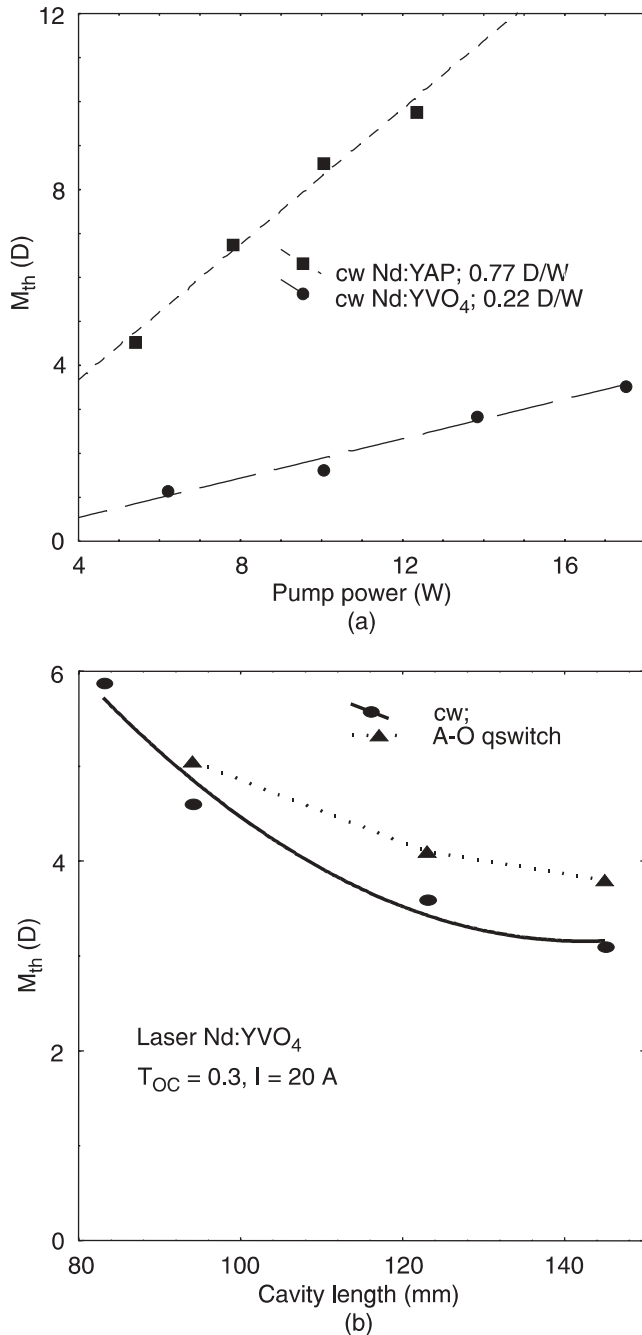 12
8
4
0
M_th (D)
cw Nd:YAP; 0.77 D/W
cw Nd:YVO₄; 0.22 D/W
4 8 12 16
Pump power (W)
(a)
6
4
2
0
M_th (D)
cw;
A-O qswitch
Laser Nd:YVO₄
T_OC = 0.3, I = 20 A
80 100 120 140
Cavity length (mm)
(b)